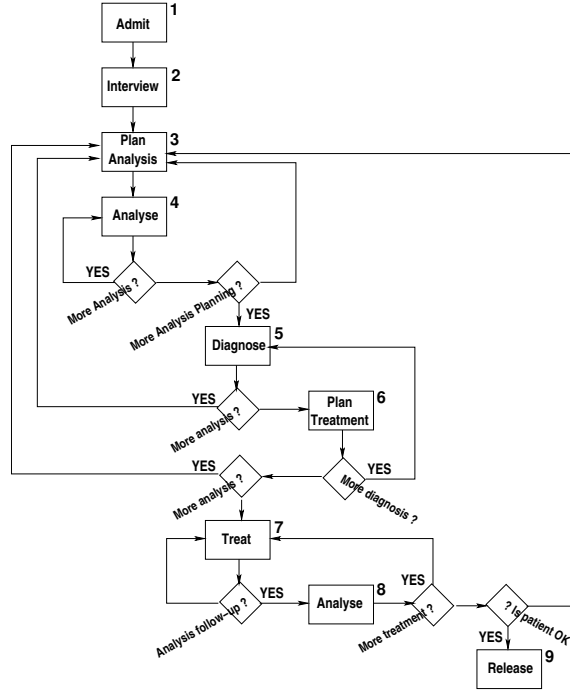 1
Admit
2
Interview
3
Plan
Analysis
4
Analyse
YES
More Analysis ?
More Analysis Planning ?
YES
5
Diagnose
YES
More analysis ?
6
Plan
Treatment
YES
More analysis ?
YES
More diagnosis ?
7
Treat
YES
Analysis follow-up ?
8
Analyse
YES
More treatment ?
? Is patient OK
YES
9
Release